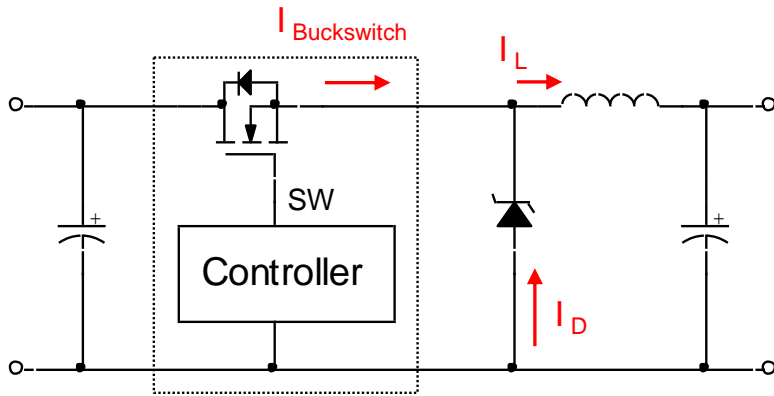 I Buckswitch
I L
SW
Controller
I D
+
+